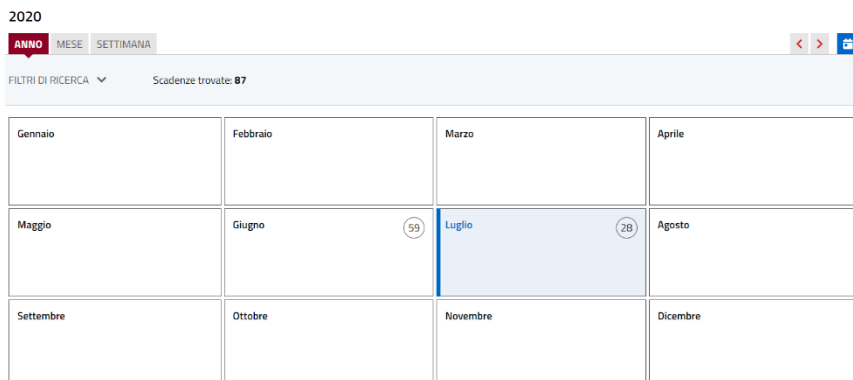 2020
ANNO MESE SETTIMANA
FILTRI DI RICERCA Scadenze trovate: 87
Gennaio Febbraio Marzo Aprile
Maggio Giugno 59 Luglio 28 Agosto
Settembre Ottobre Novembre Dicembre